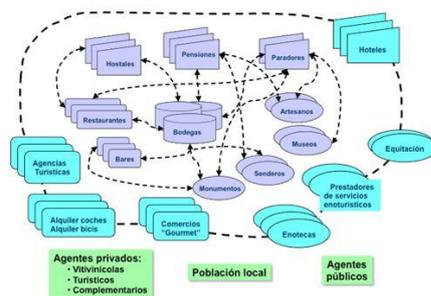 Hoteles
Pensiones
Paradores
Hostales
Artesanos
Restaurantes
Bodegas
Museos
Equitación
Bares
Agencias
Turísticas
Senderos
Monumentos
Prestadores
de servicios
enoturísticos
Alquiler coches
Alquiler bicis
Comercios
"Gourmet"
Enotecas
Agentes privados:
• Vitivinícolas
• Turísticos
• Complementarios
Población local
Agentes
públicos